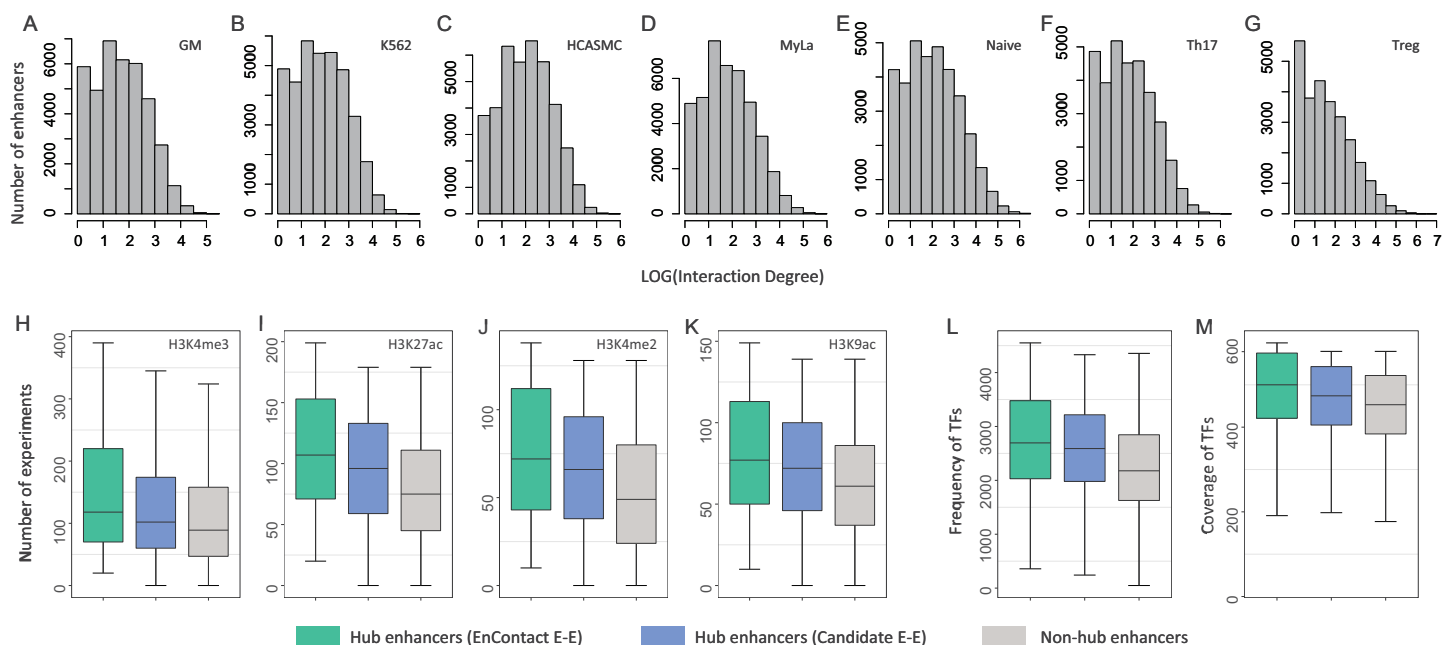 A
GM
Number of enhancers
0 2000 4000 6000
0 1 2 3 4 5
B
K562
0 1000 3000 5000
0 1 2 3 4 5 6
C
HCASMC
0 1000 3000 5000
0 1 2 3 4 5 6
D
MyLa
0 2000 4000 6000
0 1 2 3 4 5 6
E
Naive
0 1000 2000 3000 4000 5000
0 1 2 3 4 5 6
F
Th17
0 1000 2000 3000 4000 5000
0 1 2 3 4 5 6
G
Treg
0 1000 2000 3000 4000 5000
0 1 2 3 4 5 6 7
LOG(Interaction Degree)
H
H3K4me3
Number of experiments
0 100 200 300 400
I
H3K27ac
0 50 100 150 200
J
H3K4me2
0 50 100
K
H3K9ac
0 50 100 150
L
Frequency of TFs
0 1000 2000 3000 4000
M
Coverage of TFs
0 200 400 600
Hub enhancers (EnContact E-E)
Hub enhancers (Candidate E-E)
Non-hub enhancers